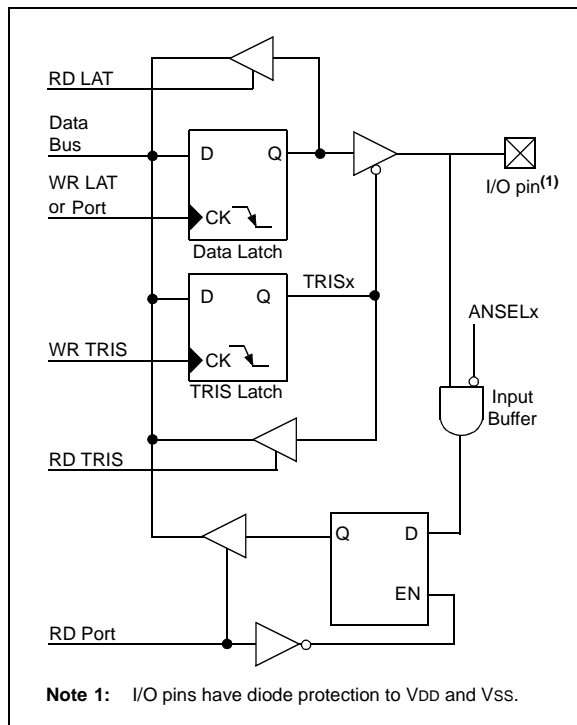 RD LAT
Data
Bus
D Q
WR LAT
or Port
CK
Data Latch
I/O pin(1)
D Q
TRISx
ANSELx
WR TRIS
CK
TRIS Latch
Input
Buffer
RD TRIS
Q D
EN
RD Port
Note 1: I/O pins have diode protection to VDD and VSS.